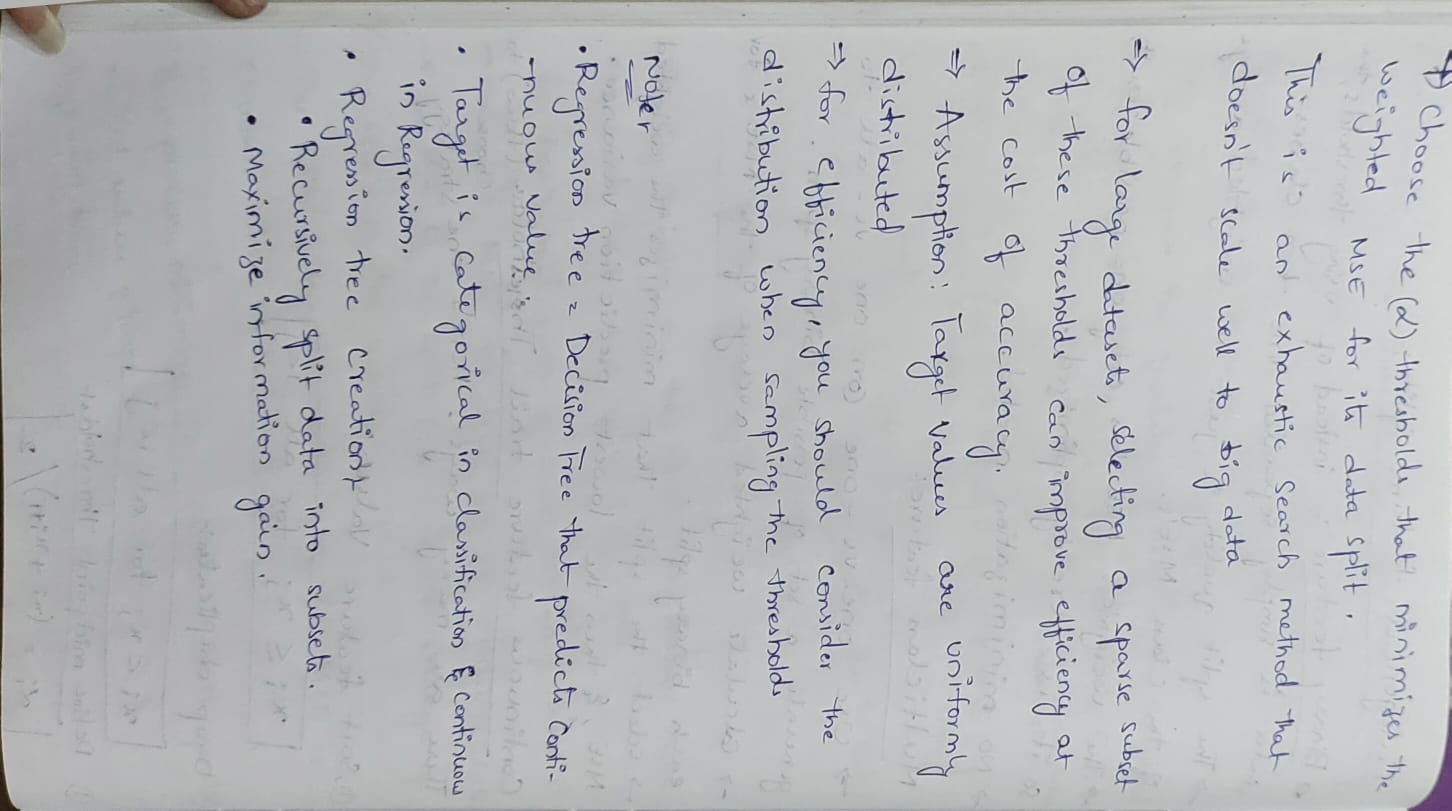 Choose the (α) thresholds that minimizes the
weighted MSE for its data split.
This is an exhaustic search method that
doesn't scale well to big data
⇒ for large datasets, selecting a sparse subset
of these thresholds can improve efficiency at
the cost of accuracy.
⇒ Assumption: Target values are uniformly
distributed
⇒ for efficiency, you should consider the
distribution when sampling the thresholds
Note:
• Regression tree = Decision Tree that predicts Conti-
-nuous value.
• Target is categorical in classification & continuous
in Regression.
• Regression tree creation:
• Recursively split data into subsets.
• Maximize information gain.